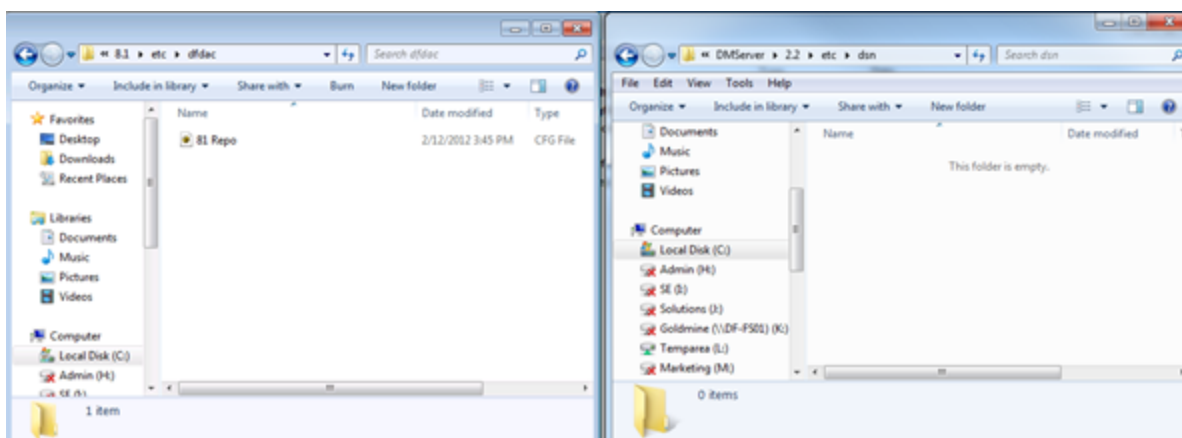 « 8.1 ▸ etc ▸ dfdac
Search dfdac
Organize Include in library Share with Burn New folder
Favorites
Desktop
Downloads
Recent Places
Libraries
Documents
Music
Pictures
Videos
Computer
Local Disk (C:)
Admin (H:)
SE (I:)
Name Date modified Type
81 Repo 2/12/2012 3:45 PM CFG File
1 item
« DMServer ▸ 2.2 ▸ etc ▸ dsn
Search dsn
File Edit View Tools Help
Organize Include in library Share with New folder
Documents
Music
Pictures
Videos
Computer
Local Disk (C:)
Admin (H:)
SE (I:)
Solutions (J:)
Goldmine (\\DF-FS01) (K:)
Temparea (L:)
Marketing (M:)
Name Date modified
This folder is empty.
0 items